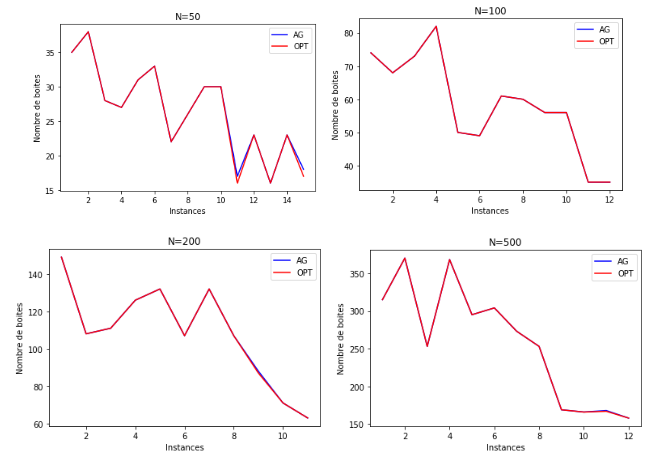 N=50
35
30
25
20
15
Nombre de boites
AG
OPT
2 4 6 8 10 12 14
Instances
N=100
80
70
60
50
40
Nombre de boites
AG
OPT
2 4 6 8 10 12
Instances
N=200
140
120
100
80
60
Nombre de boites
AG
OPT
2 4 6 8 10
Instances
N=500
350
300
250
200
150
Nombre de boites
AG
OPT
2 4 6 8 10 12
Instances